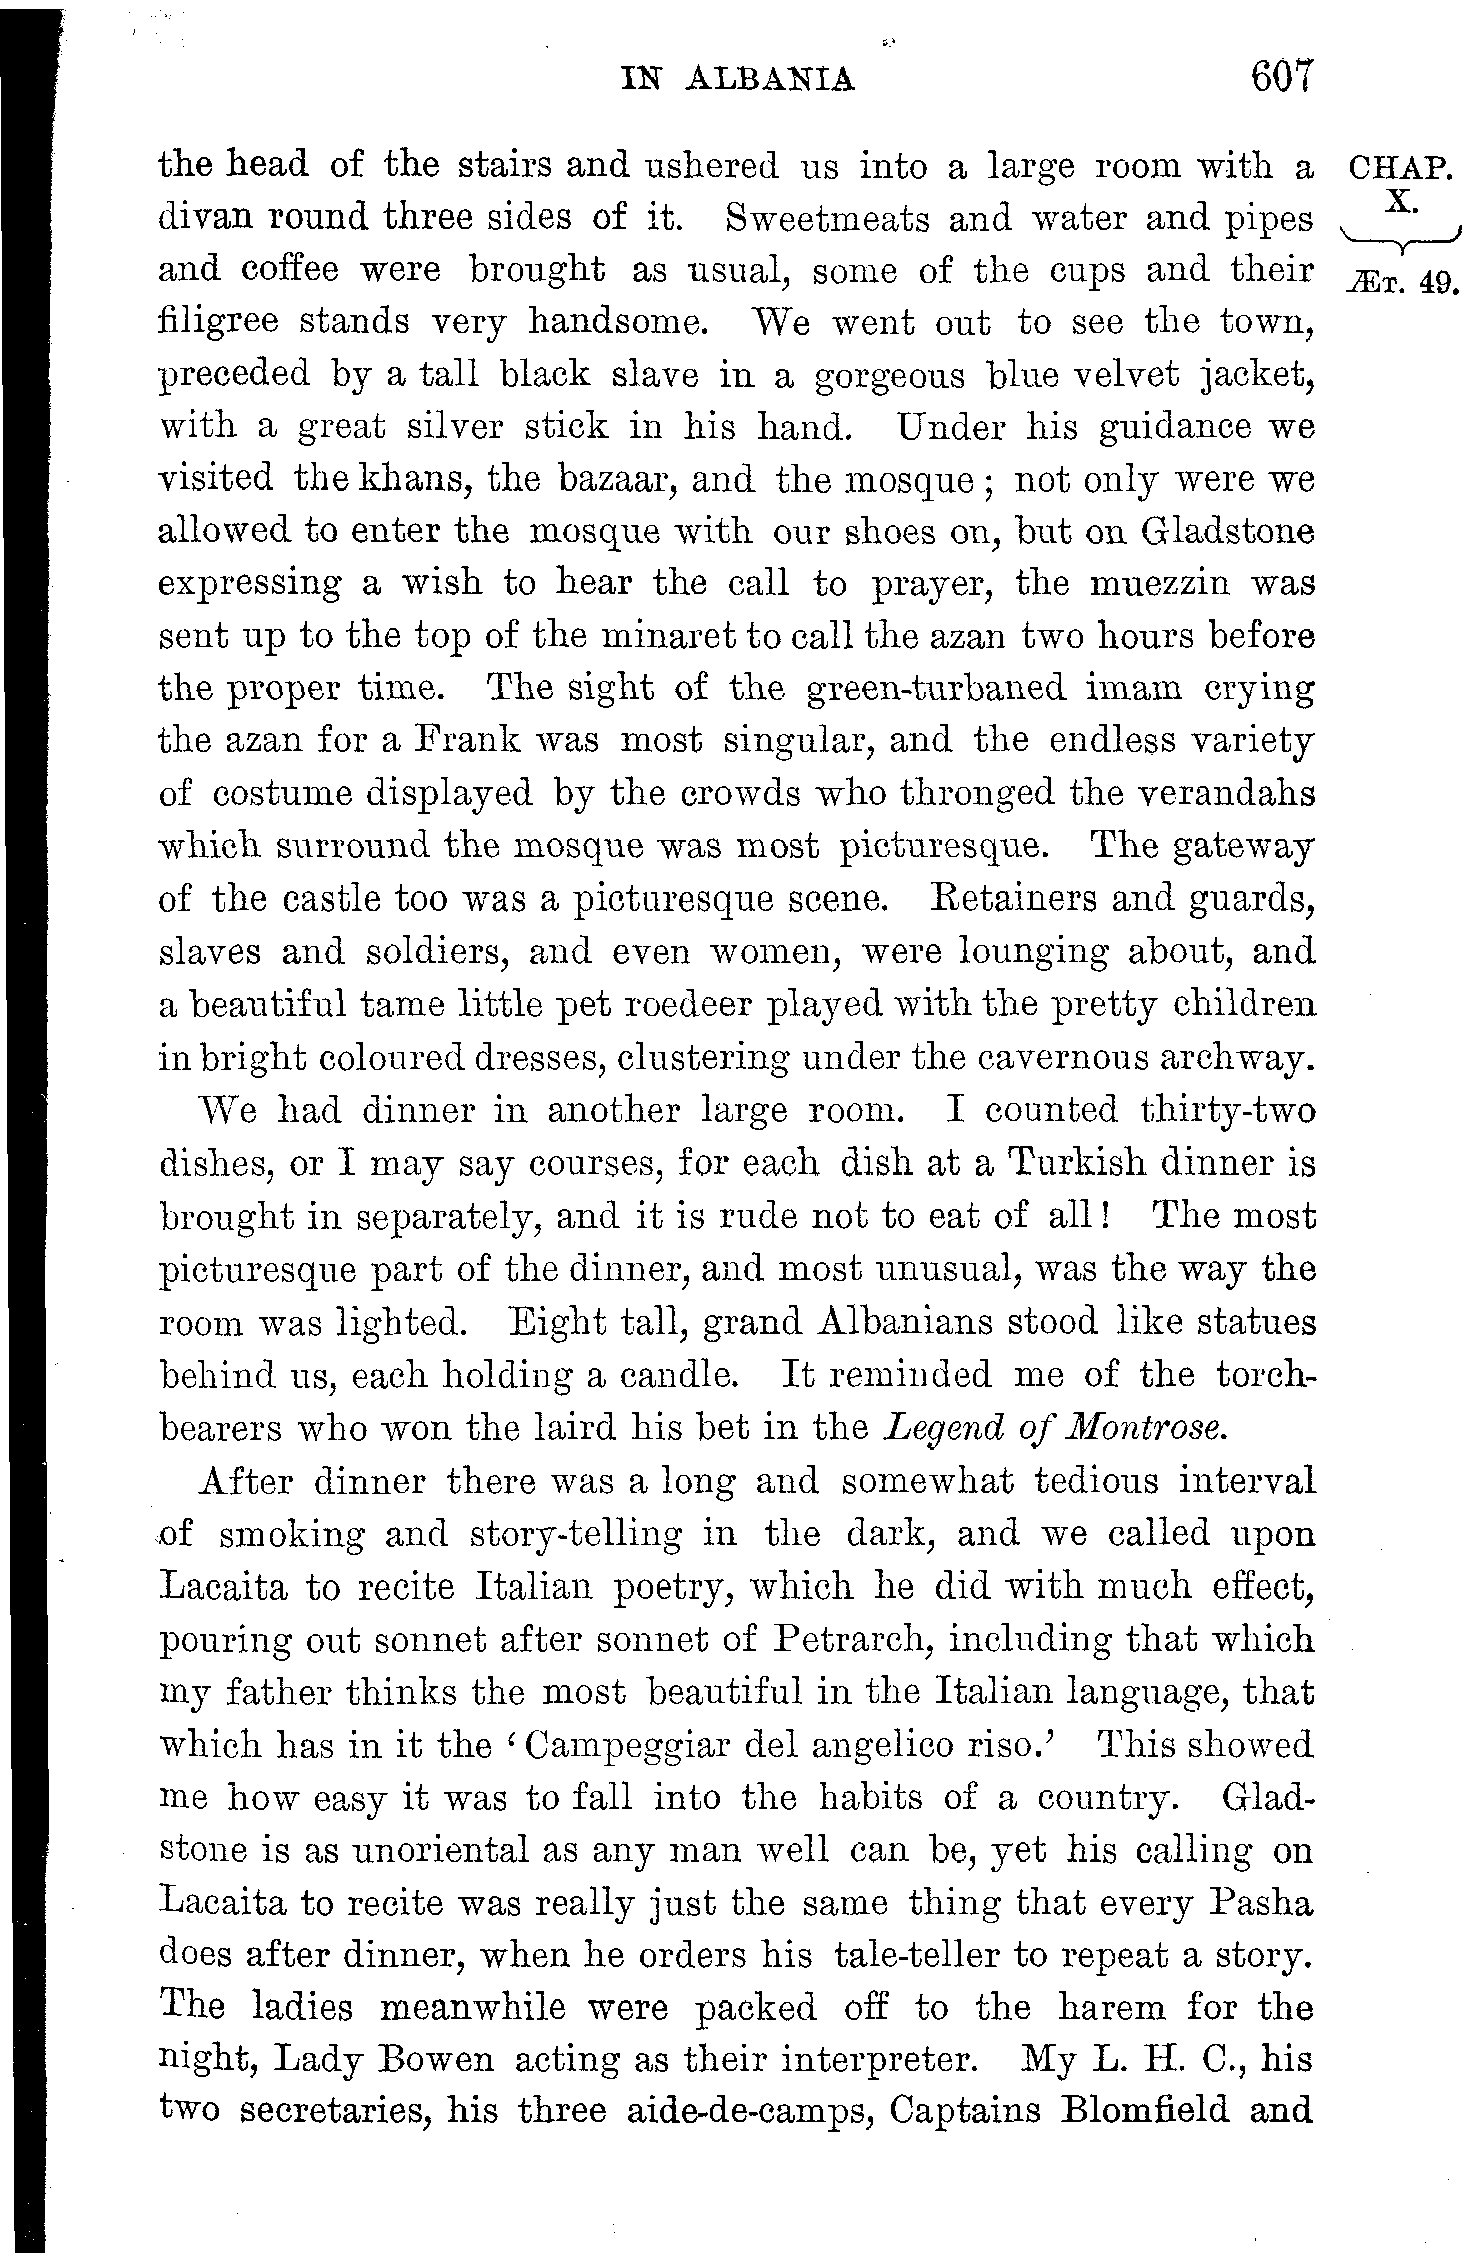 IN ALBANIA 607
the head of the stairs and ushered us into a large room with a CHAP.
divan round three sides of it. Sweetmeats and water and pipes X.
and coffee were brought as usual, some of the cups and their ÆT. 49.
filigree stands very handsome. We went out to see the town,
preceded by a tall black slave in a gorgeous blue velvet jacket,
with a great silver stick in his hand. Under his guidance we
visited the khans, the bazaar, and the mosque; not only were we
allowed to enter the mosque with our shoes on, but on Gladstone
expressing a wish to hear the call to prayer, the muezzin was
sent up to the top of the minaret to call the azan two hours before
the proper time. The sight of the green-turbaned imam crying
the azan for a Frank was most singular, and the endless variety
of costume displayed by the crowds who thronged the verandahs
which surround the mosque was most picturesque. The gateway
of the castle too was a picturesque scene. Retainers and guards,
slaves and soldiers, and even women, were lounging about, and
a beautiful tame little pet roedeer played with the pretty children
in bright coloured dresses, clustering under the cavernous archway.
We had dinner in another large room. I counted thirty-two
dishes, or I may say courses, for each dish at a Turkish dinner is
brought in separately, and it is rude not to eat of all! The most
picturesque part of the dinner, and most unusual, was the way the
room was lighted. Eight tall, grand Albanians stood like statues
behind us, each holding a candle. It reminded me of the torch-
bearers who won the laird his bet in the Legend of Montrose.
After dinner there was a long and somewhat tedious interval
of smoking and story-telling in the dark, and we called upon
Lacaita to recite Italian poetry, which he did with much effect,
pouring out sonnet after sonnet of Petrarch, including that which
my father thinks the most beautiful in the Italian language, that
which has in it the ‘Campeggiar del angelico riso.’ This showed
me how easy it was to fall into the habits of a country. Glad-
stone is as unoriental as any man well can be, yet his calling on
Lacaita to recite was really just the same thing that every Pasha
does after dinner, when he orders his tale-teller to repeat a story.
The ladies meanwhile were packed off to the harem for the
night, Lady Bowen acting as their interpreter. My L. H. C., his
two secretaries, his three aide-de-camps, Captains Blomfield and